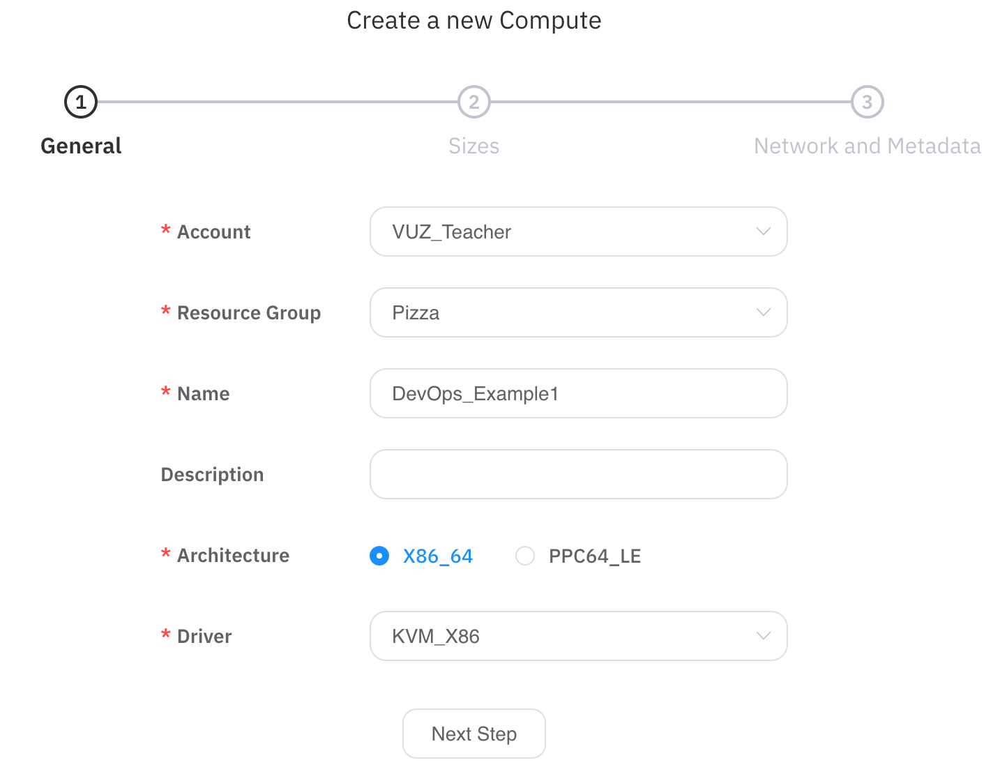 Create a new Compute
1
2
3
General
Sizes
Network and Metadata
* Account
VUZ_Teacher
* Resource Group
Pizza
* Name
DevOps_Example1
Description
* Architecture
X86_64
PPC64_LE
* Driver
KVM_X86
Next Step